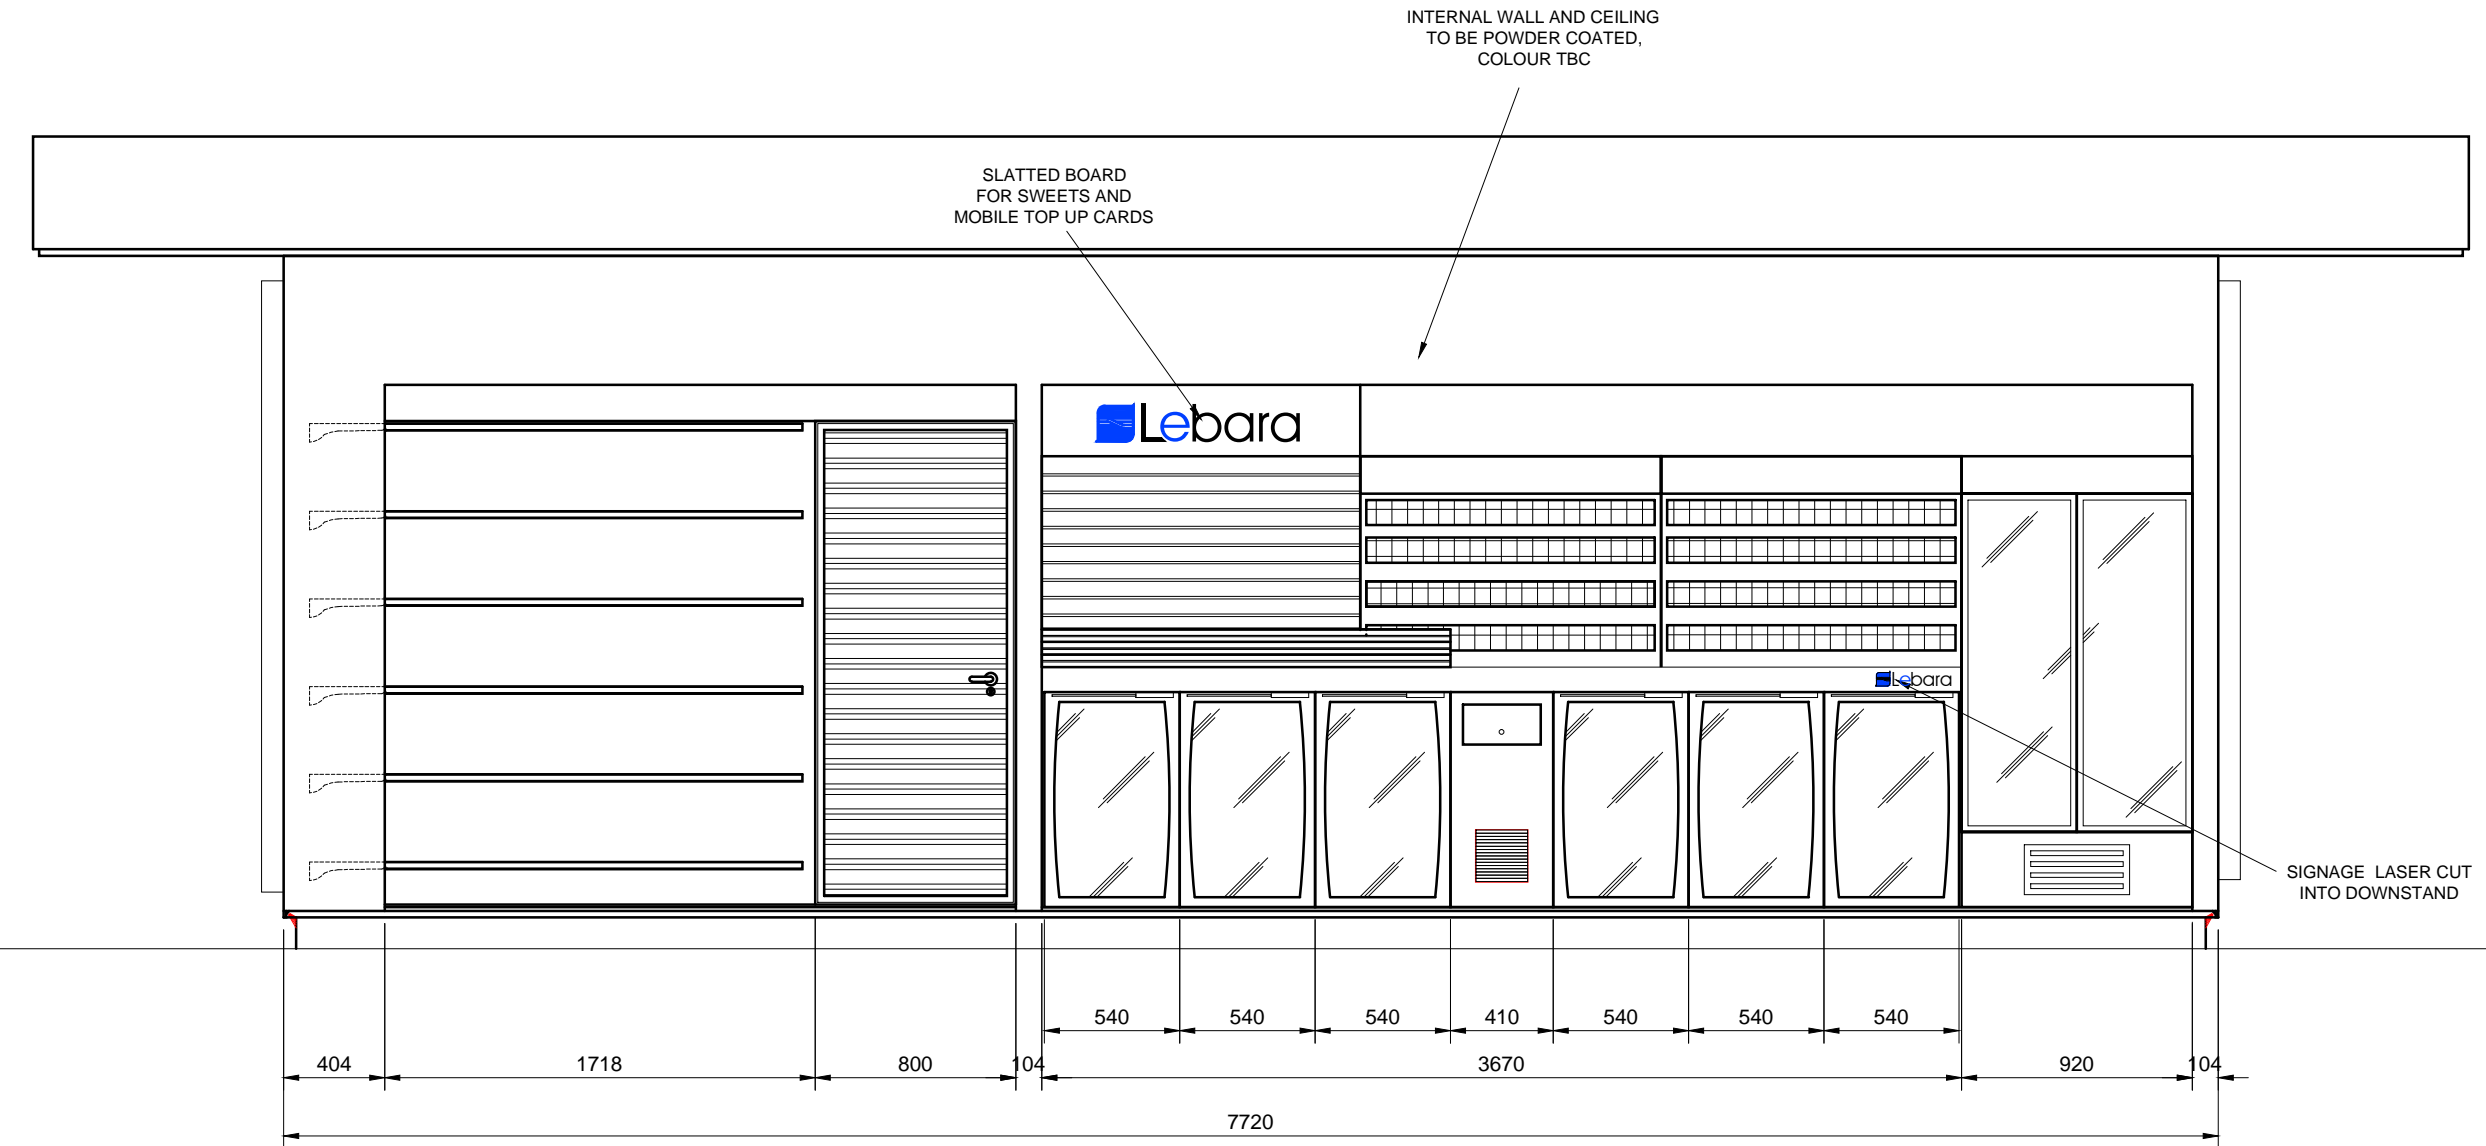 INTERNAL WALL AND CEILING
TO BE POWDER COATED,
COLOUR TBC
SLATTED BOARD
FOR SWEETS AND
MOBILE TOP UP CARDS
Lebara
Lebara
SIGNAGE LASER CUT
INTO DOWNSTAND
540 540 540 410 540 540 540
404 1718 800 104 3670 920 104
7720